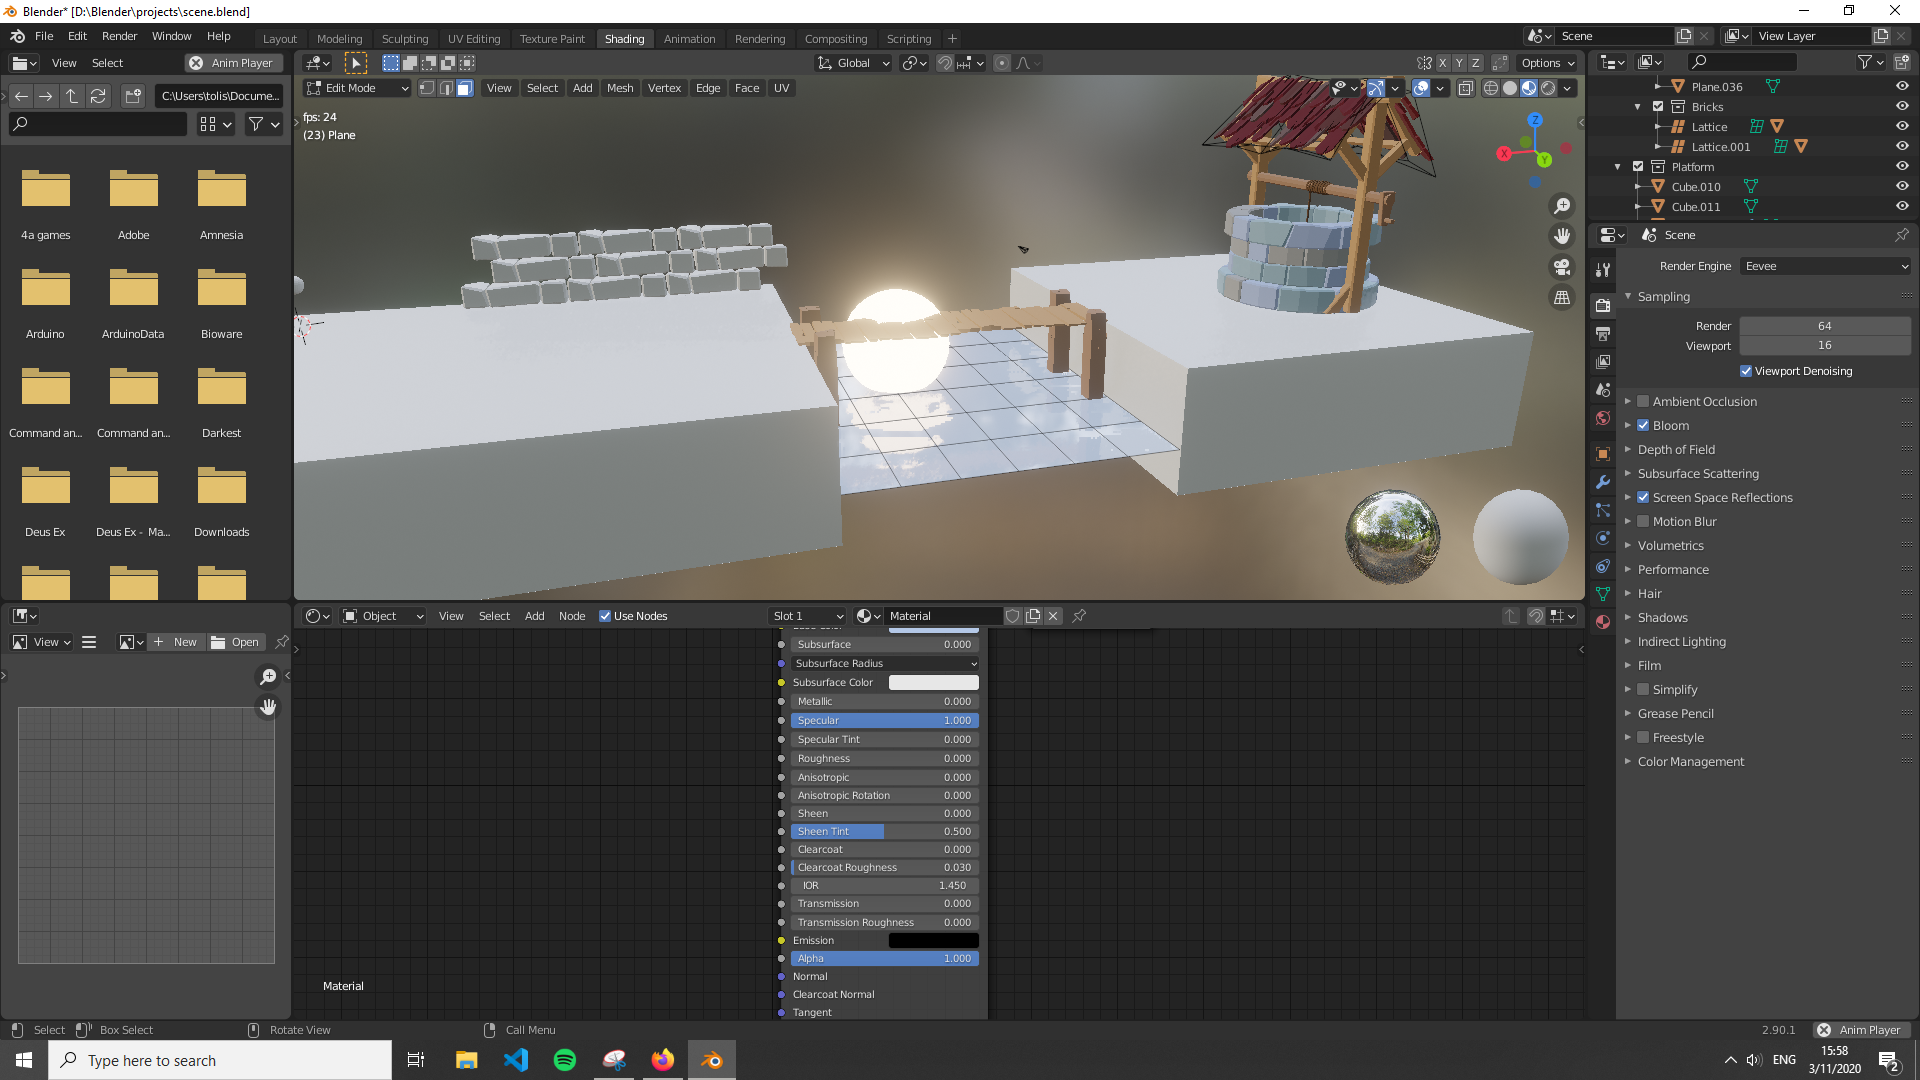 Blender* [D:\Blender\projects\scene.blend]
File Edit Render Window Help
Layout Modeling Sculpting UV Editing Texture Paint Shading Animation Rendering Compositing Scripting
Scene
View Layer
View Select Anim Player
Global
X Y Z Options
C:\Users\tolis\Docume...
Edit Mode View Select Add Mesh Vertex Edge Face UV
fps: 24
(23) Plane
Z
X
Y
4a games Adobe Amnesia
Arduino ArduinoData Bioware
Command an... Command an... Darkest
Deus Ex Deus Ex - Ma... Downloads
Plane.036
Bricks
Lattice
Lattice.001
Platform
Cube.010
Cube.011
Scene
Render Engine Eevee
Sampling
Render 64
Viewport 16
Viewport Denoising
Ambient Occlusion
Bloom
Depth of Field
Subsurface Scattering
Screen Space Reflections
Motion Blur
Volumetrics
Performance
Hair
Shadows
Indirect Lighting
Film
Simplify
Grease Pencil
Freestyle
Color Management
View New Open
Object View Select Add Node Use Nodes Slot 1 Material
Subsurface 0.000
Subsurface Radius
Subsurface Color
Metallic 0.000
Specular 1.000
Specular Tint 0.000
Roughness 0.000
Anisotropic 0.000
Anisotropic Rotation 0.000
Sheen 0.000
Sheen Tint 0.500
Clearcoat 0.000
Clearcoat Roughness 0.030
IOR 1.450
Transmission 0.000
Transmission Roughness 0.000
Emission
Alpha 1.000
Normal
Clearcoat Normal
Tangent
Material
Select Box Select Rotate View Call Menu
2.90.1 Anim Player
Type here to search
ENG
15:58
3/11/2020
2